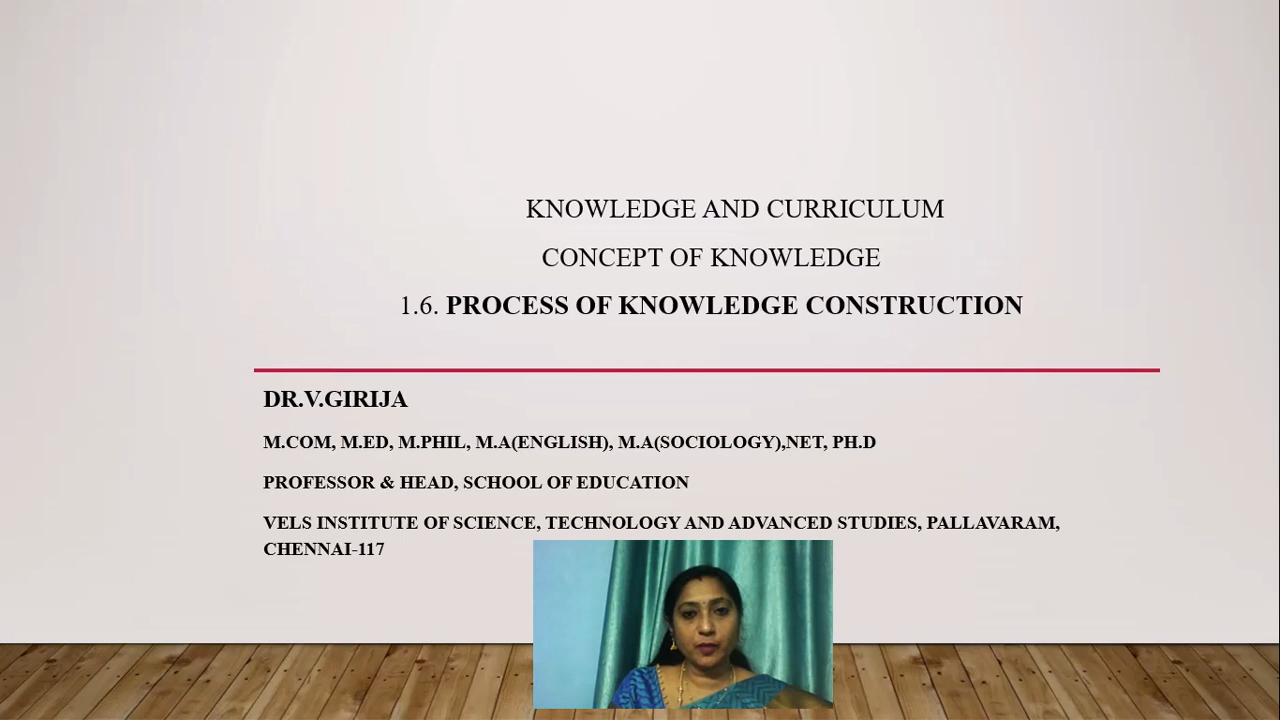 KNOWLEDGE AND CURRICULUM
CONCEPT OF KNOWLEDGE
1.6. PROCESS OF KNOWLEDGE CONSTRUCTION
DR.V.GIRIJA
M.COM, M.ED, M.PHIL, M.A(ENGLISH), M.A(SOCIOLOGY),NET, PH.D
PROFESSOR & HEAD, SCHOOL OF EDUCATION
VELS INSTITUTE OF SCIENCE, TECHNOLOGY AND ADVANCED STUDIES, PALLAVARAM,
CHENNAI-117